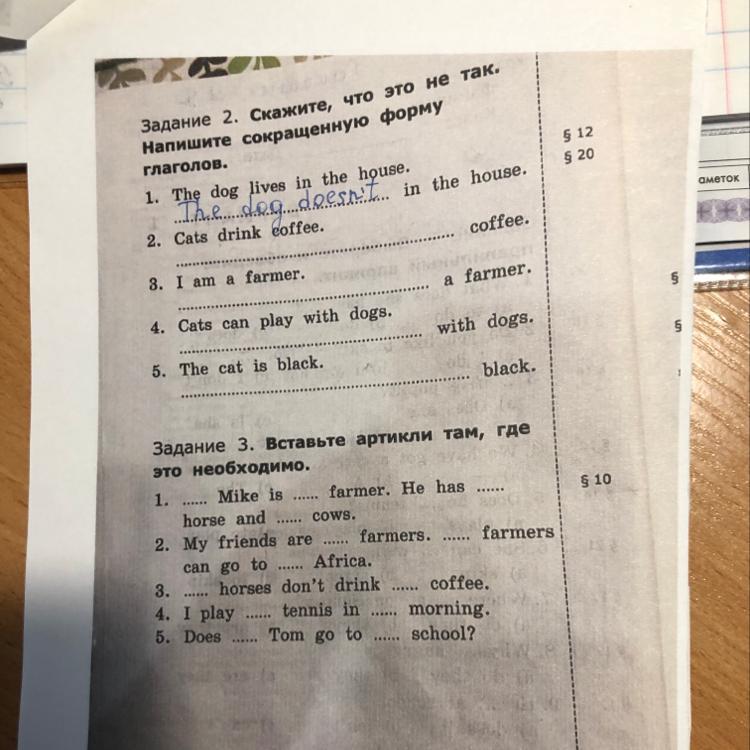 Задание 2. Скажите, что это не так.
Напишите сокращенную форму
глаголов.
§ 12
§ 20
1. The dog lives in the house.
The dog doesn't in the house.
2. Cats drink coffee.
coffee.
3. I am a farmer.
a farmer.
4. Cats can play with dogs.
with dogs.
5. The cat is black.
black.
Задание 3. Вставьте артикли там, где
это необходимо.
§ 10
1. ...... Mike is ...... farmer. He has ......
horse and ...... cows.
2. My friends are ...... farmers. ...... farmers
can go to ...... Africa.
3. ...... horses don't drink ...... coffee.
4. I play ...... tennis in ...... morning.
5. Does ...... Tom go to ...... school?
аметок
§
§